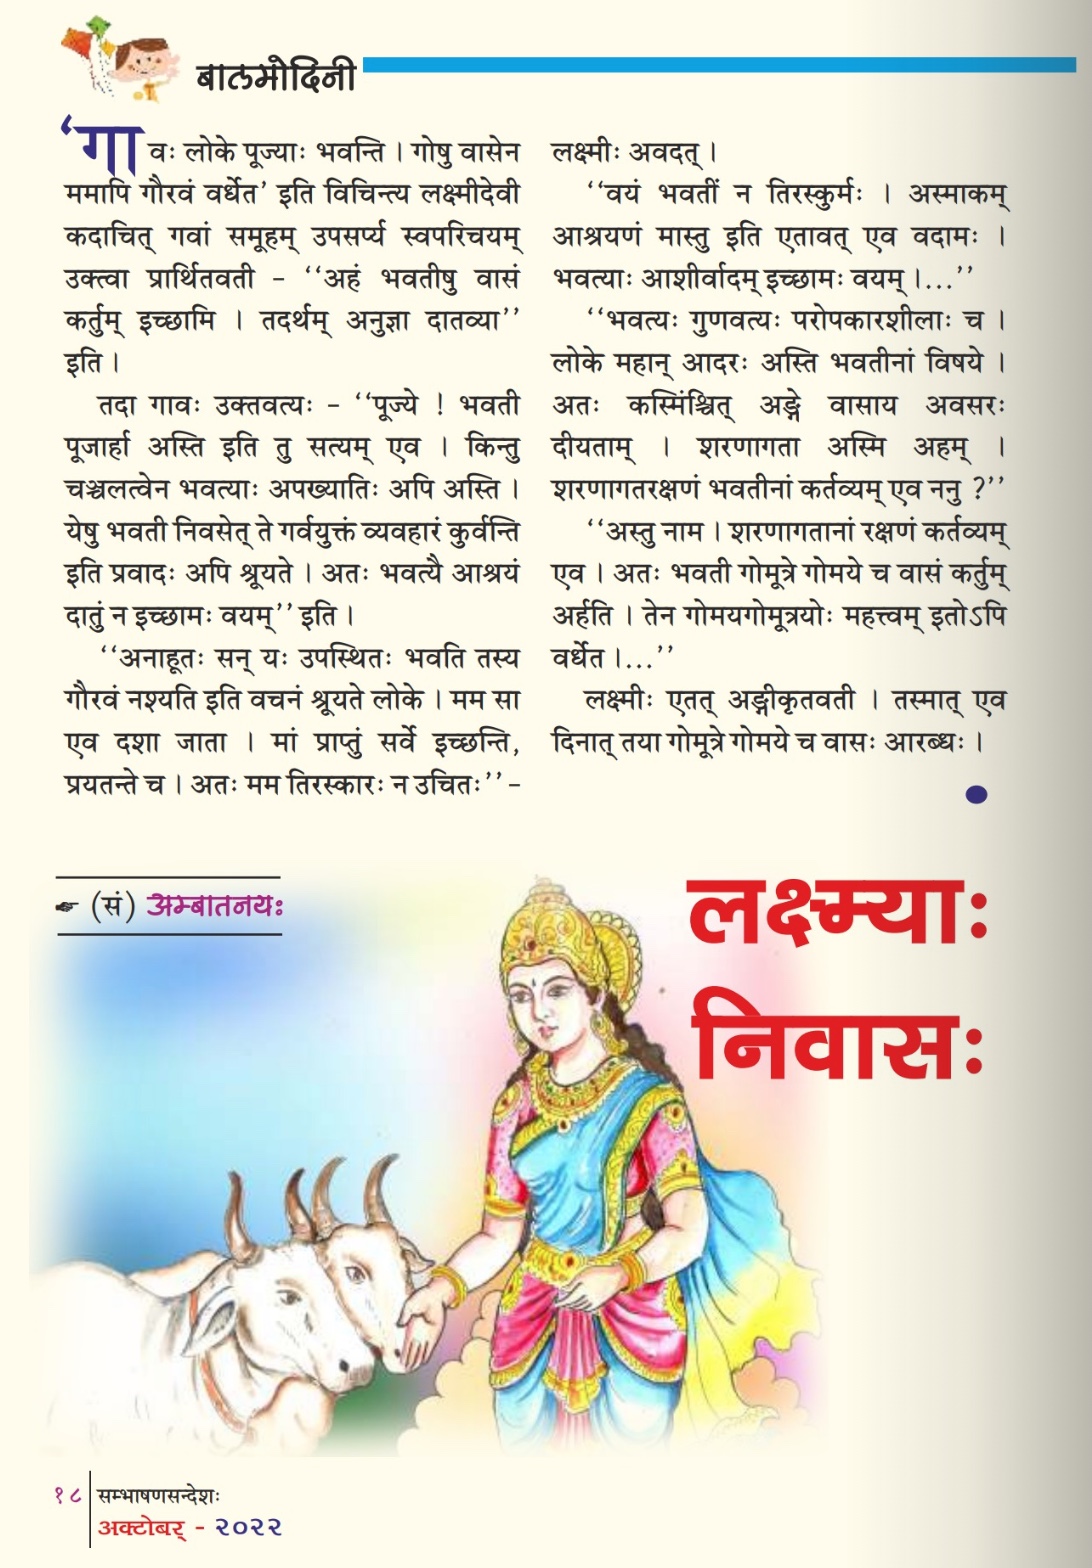 बालमोदिनी
‘गावः लोके पूज्याः भवन्ति । गोषु वासेन
ममापि गौरवं वर्धेत’ इति विचिन्त्य लक्ष्मीदेवी
कदाचित् गवां समूहम् उपसर्प्य स्वपरिचयम्
उक्त्वा प्रार्थितवती – ‘‘अहं भवतीषु वासं
कर्तुम् इच्छामि । तदर्थम् अनुज्ञा दातव्या’’
इति ।
तदा गावः उक्तवत्यः – ‘‘पूज्ये ! भवती
पूजार्हा अस्ति इति तु सत्यम् एव । किन्तु
चञ्चलत्वेन भवत्याः अपख्यातिः अपि अस्ति ।
येषु भवती निवसेत् ते गर्वयुक्तं व्यवहारं कुर्वन्ति
इति प्रवादः अपि श्रूयते । अतः भवत्यै आश्रयं
दातुं न इच्छामः वयम्’’ इति ।
‘‘अनाहूतः सन् यः उपस्थितः भवति तस्य
गौरवं नश्यति इति वचनं श्रूयते लोके । मम सा
एव दशा जाता । मां प्राप्तुं सर्वे इच्छन्ति,
प्रयतन्ते च । अतः मम तिरस्कारः न उचितः’’ –
लक्ष्मीः अवदत् ।
‘‘वयं भवतीं न तिरस्कुर्मः । अस्माकम्
आश्रयणं मास्तु इति एतावत् एव वदामः ।
भवत्याः आशीर्वादम् इच्छामः वयम् ।...’’
‘‘भवत्यः गुणवत्यः परोपकारशीलाः च ।
लोके महान् आदरः अस्ति भवतीनां विषये ।
अतः कस्मिंश्चित् अङ्गे वासाय अवसरः
दीयताम् । शरणागता अस्मि अहम् ।
शरणागतरक्षणं भवतीनां कर्तव्यम् एव ननु ?’’
‘‘अस्तु नाम । शरणागतानां रक्षणं कर्तव्यम्
एव । अतः भवती गोमूत्रे गोमये च वासं कर्तुम्
अर्हति । तेन गोमयगोमूत्रयोः महत्त्वम् इतोऽपि
वर्धेत ।...’’
लक्ष्मीः एतत् अङ्गीकृतवती । तस्मात् एव
दिनात् तया गोमूत्रे गोमये च वासः आरब्धः ।
☛ (सं) अम्बातनयः
लक्ष्म्याः
निवासः
१८ सम्भाषणसन्देशः
अक्टोबर् - २०२२